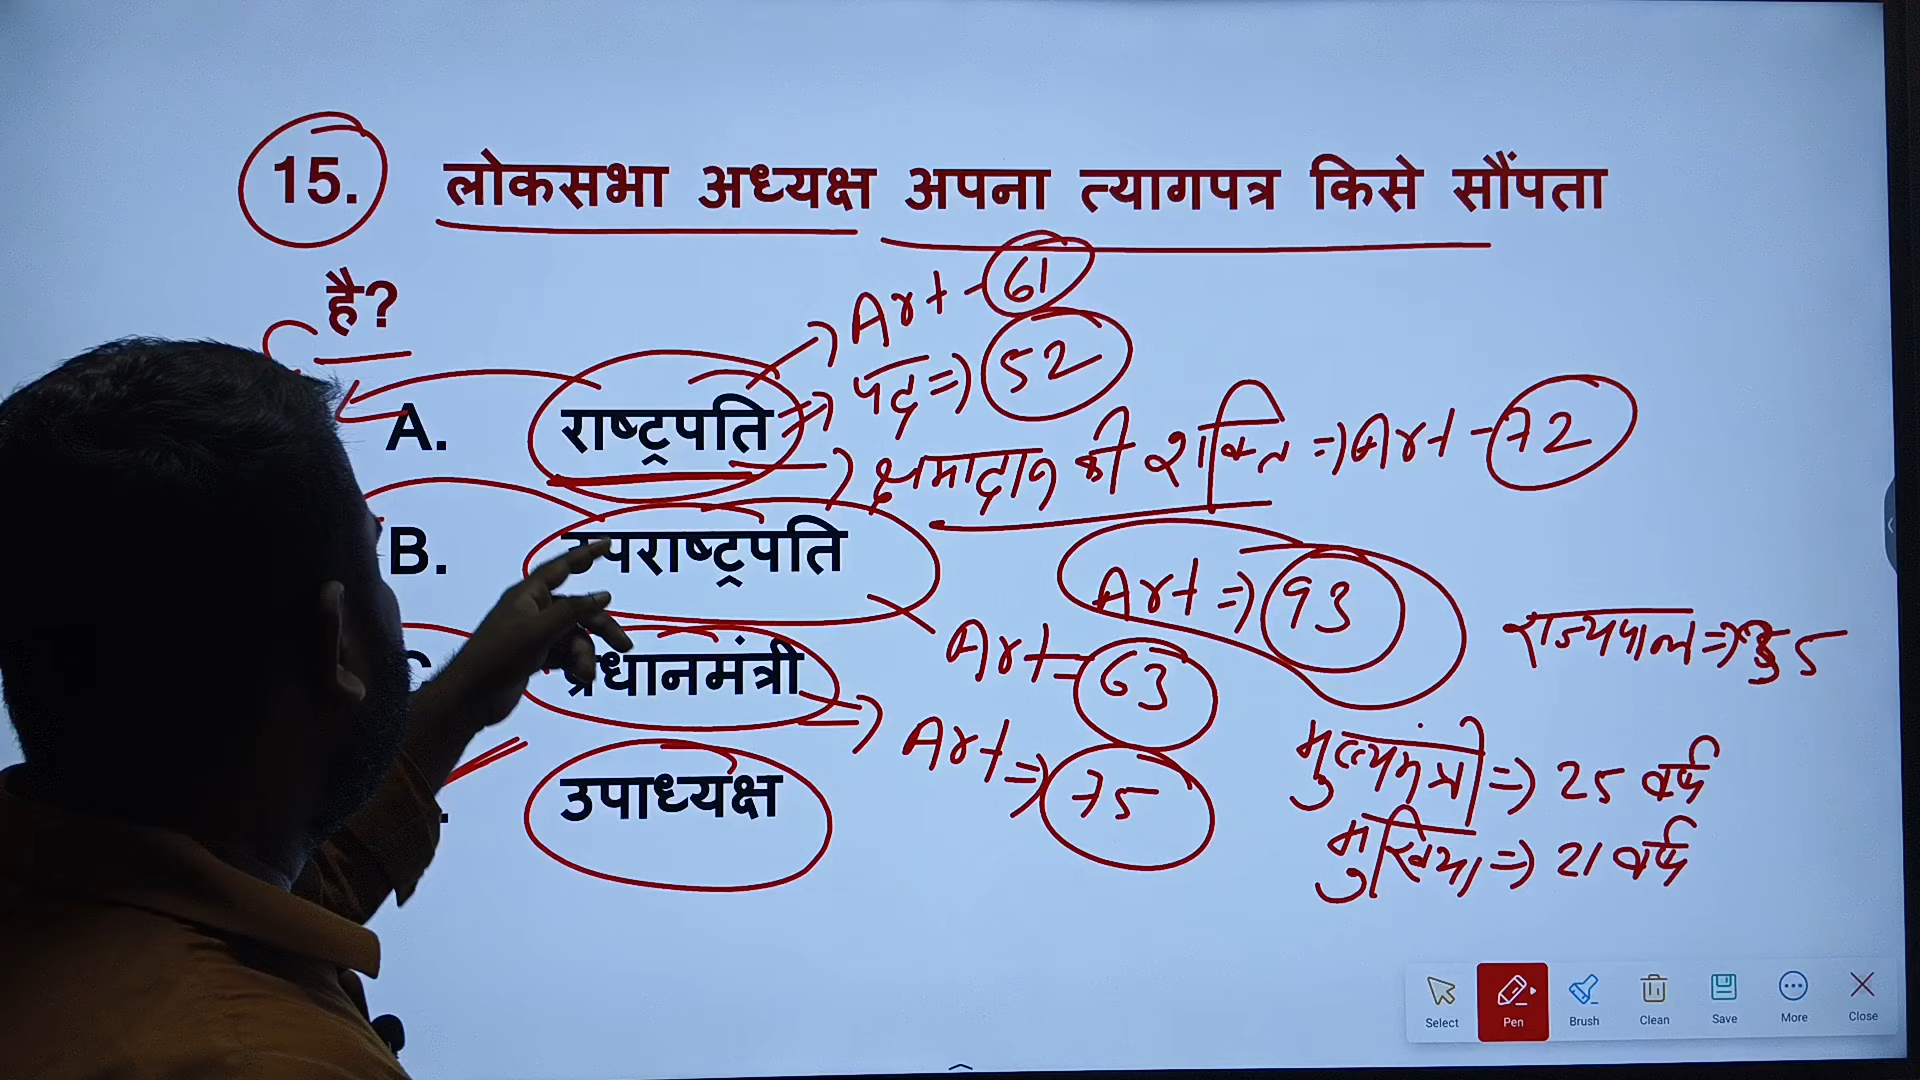 15. लोकसभा अध्यक्ष अपना त्यागपत्र किसे सौंपता
है?
Art - 61
पद => 52
A. राष्ट्रपति
क्षमादान की शक्ति => Art - 72
B. उपराष्ट्रपति
Art => 93
Art = 63
राज्यपाल => 35
प्रधानमंत्री
Art => 75
मुख्यमंत्री => 25 वर्ष
उपाध्यक्ष
मुखिया => 21 वर्ष
Select Pen Brush Clean Save More Close